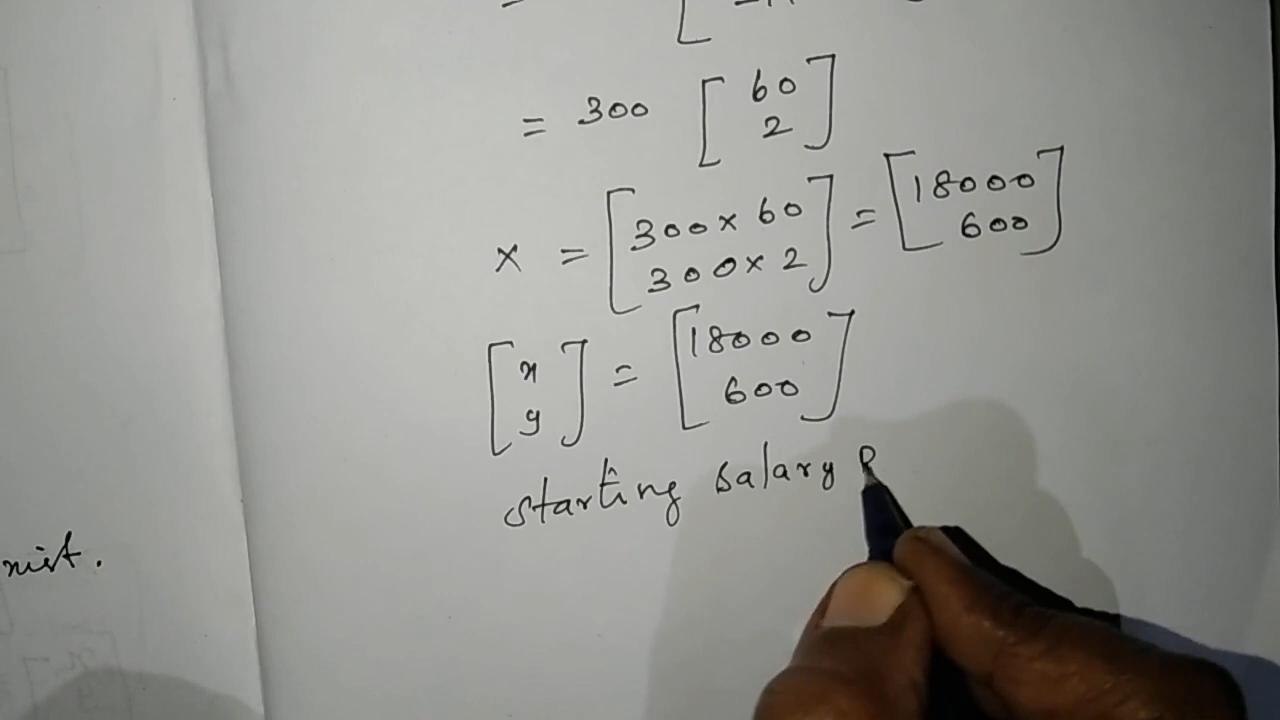 = 300 [ 60
2 ]
x = [ 300 x 60
300 x 2 ] = [ 18000
600 ]
[ x
y ] = [ 18000
600 ]
starting salary R
nist.